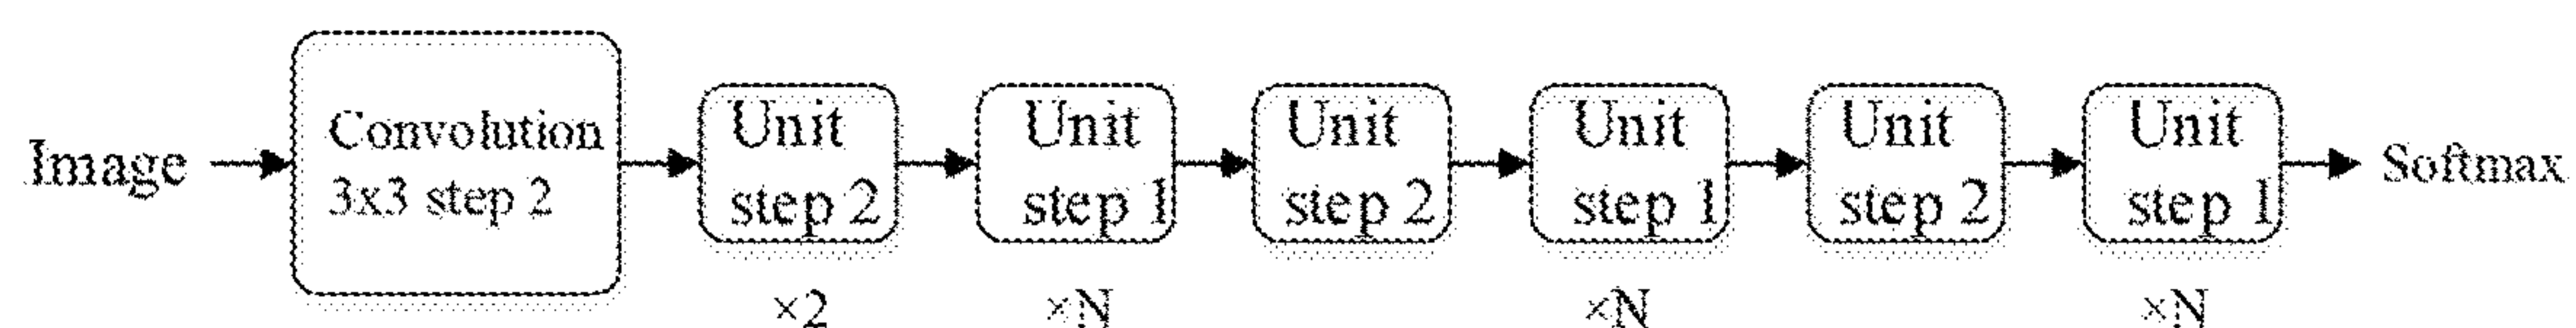 Image
Convolution
3x3 step 2
Unit
step 2
×2
Unit
step 1
×N
Unit
step 2
Unit
step 1
×N
Unit
step 2
Unit
step 1
×N
Softmax